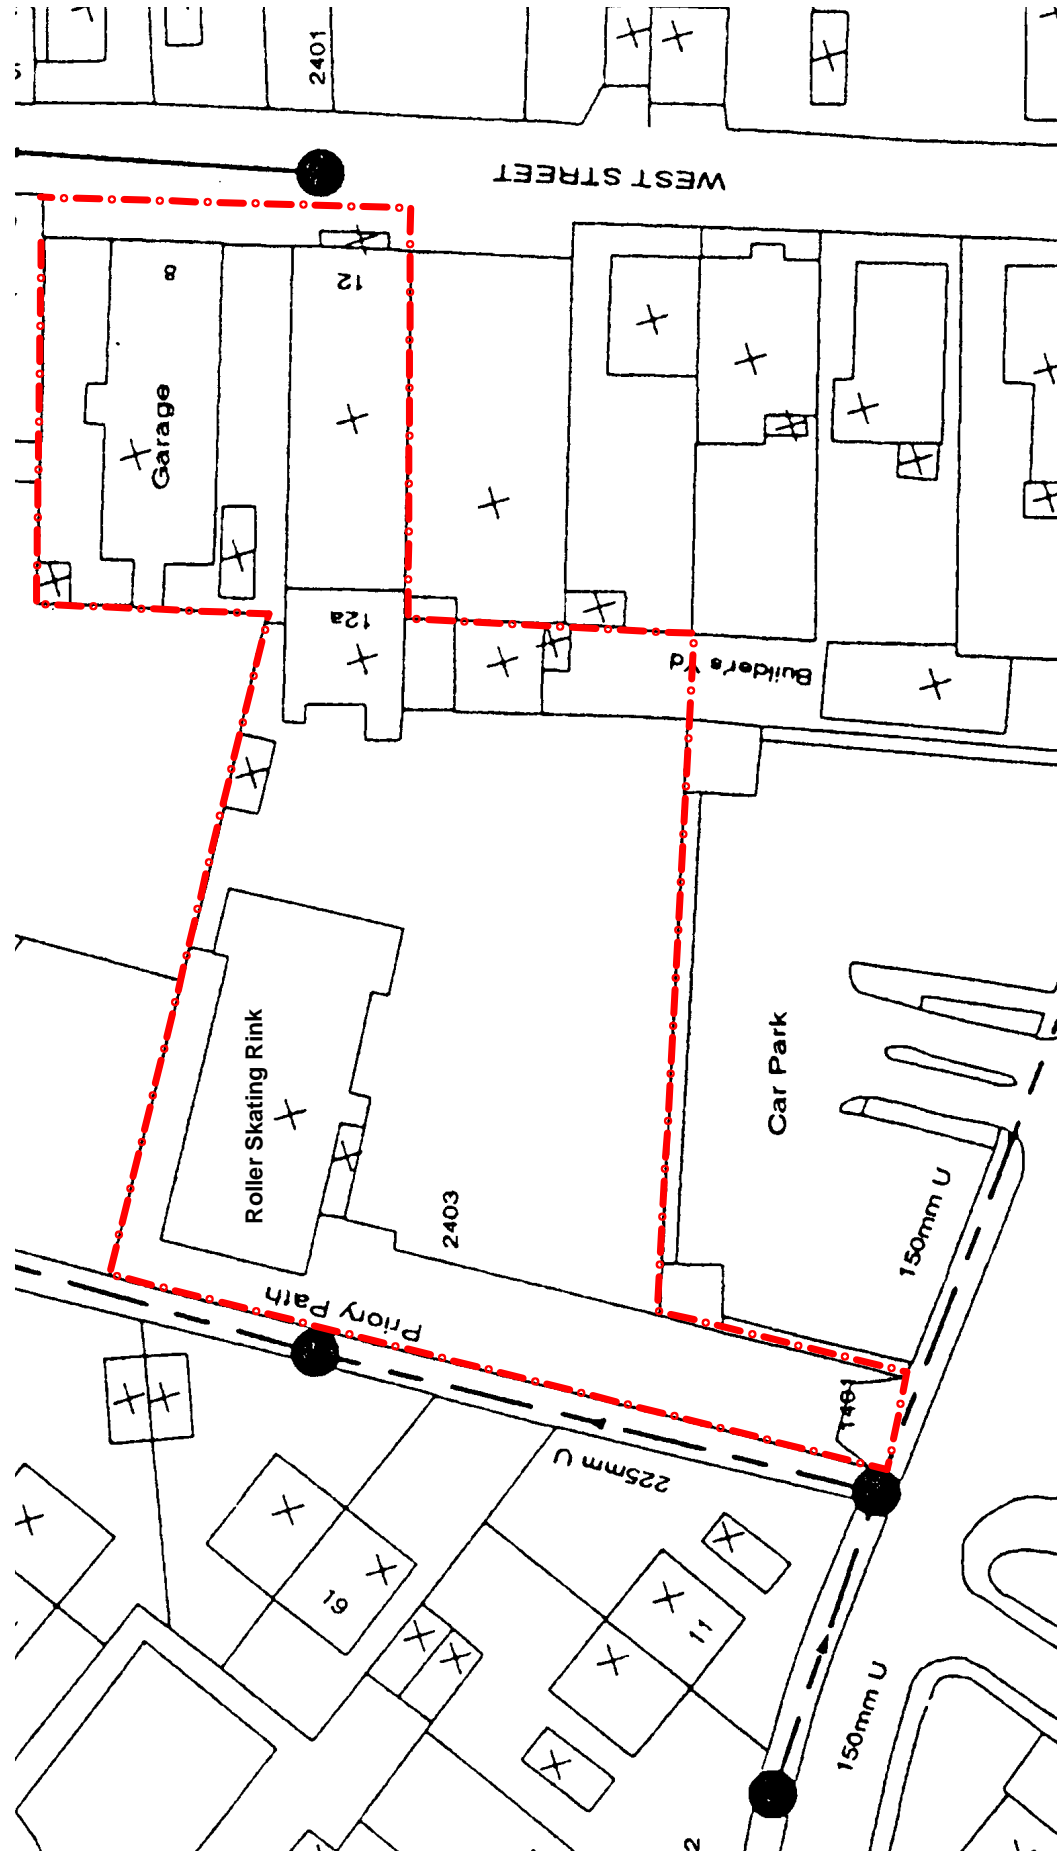 2401
WEST STREET
8
12
Garage
12a
Builder's Yd
Roller Skating Rink
Car Park
2403
150mm U
Priory Path
1401
225mm U
19
11
150mm U
2